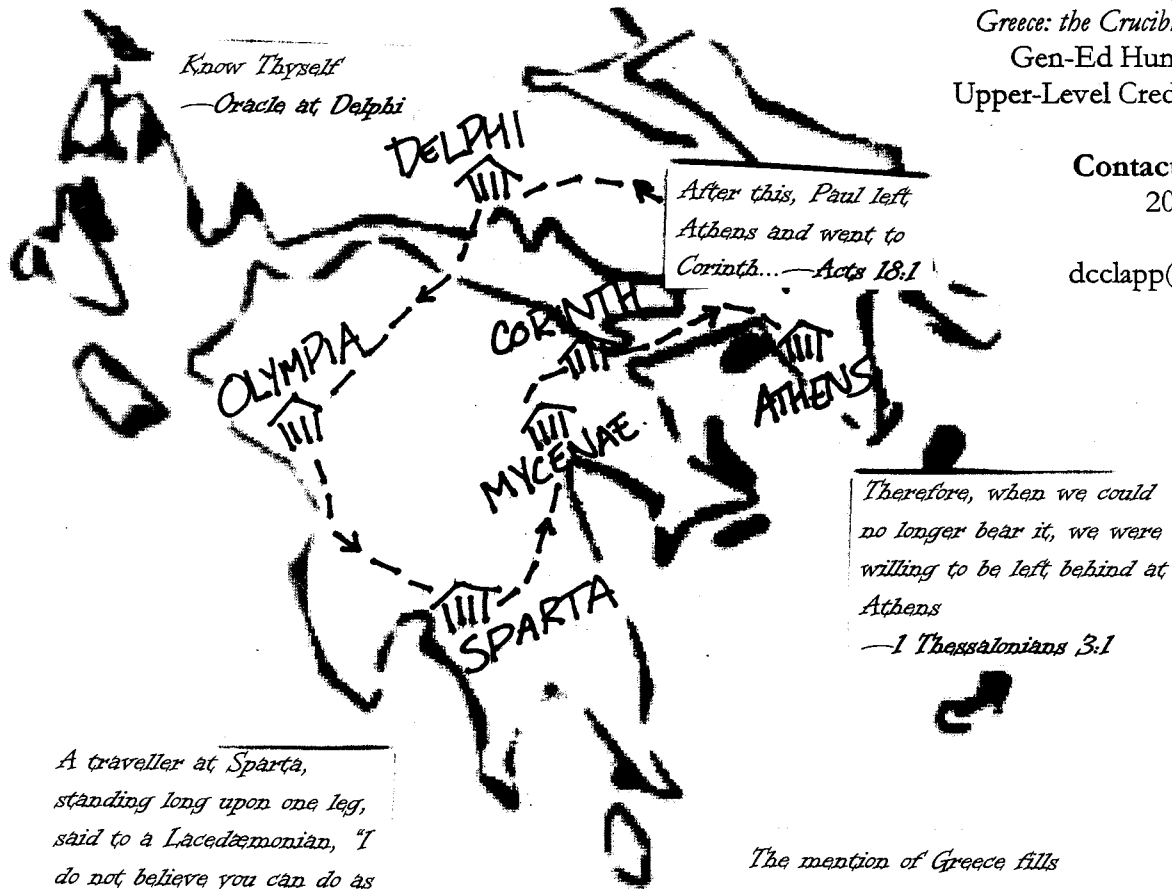 Greece: the
Gen-Ed
Upper-Level
Contact
20
dcclapp(
Know Thyself
—Oracle at Delphi
DELPHI
After this, Paul left
Athens and went to
Corinth...—Acts 18:1
CORINTH
OLYMPIA
ATHENS
MYCENAE
SPARTA
Therefore, when we could
no longer bear it, we were
willing to be left behind at
Athens
—1 Thessalonians 3:1
A traveller at Sparta,
standing long upon one leg,
said to a Lacedæmonian, "I
do not believe you can do as
The mention of Greece fills